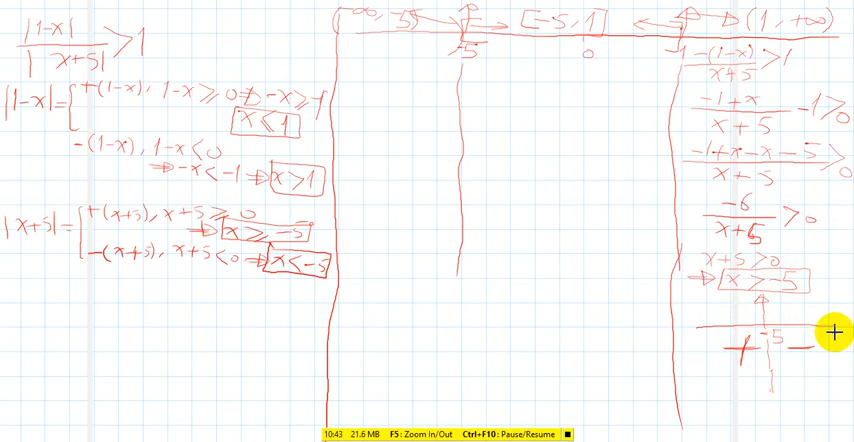 |1-x|
|x+5| > 1
|1-x| = { +(1-x), 1-x ≥ 0 ⇒ -x ≥ -1
x ≤ 1
-(1-x), 1-x < 0
⇒ -x < -1 ⇒ x > 1
|x+5| = { +(x+5), x+5 ≥ 0
⇒ x ≥ -5
-(x+5), x+5 < 0 ⇒ x < -5
(-∞, 5) [-5, 1] (1, +∞)
-5 0 1
-(1-x) > 1
x+5
-1+x - 1 > 0
x+5
-1+x-x-5 > 0
x+5
-6 > 0
x+5
x+5 > 0
⇒ x > -5
-5
+ -
10:43 21.6 MB F5: Zoom In/Out Ctrl+F10: Pause/Resume